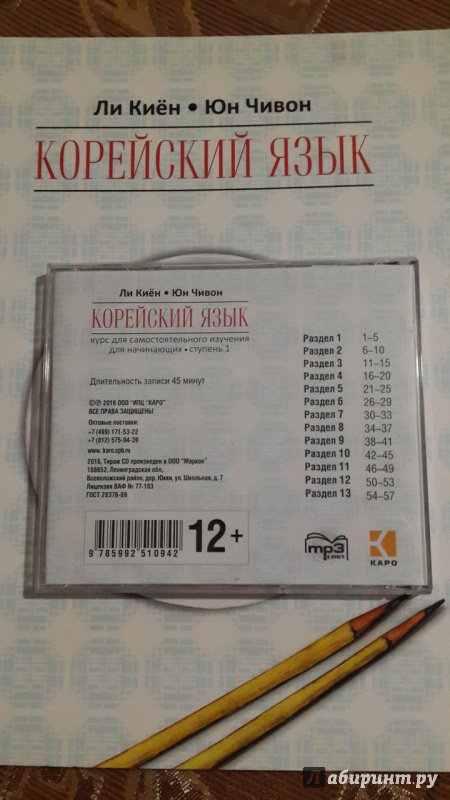 Ли Киён • Юн Чивон
КОРЕЙСКИЙ ЯЗЫК
Ли Киён • Юн Чивон
КОРЕЙСКИЙ ЯЗЫК
курс для самостоятельного изучения
для начинающих • ступень 1
Длительность записи 45 минут
©℗ 2016 ООО "ИПЦ "КАРО"
ВСЕ ПРАВА ЗАЩИЩЕНЫ
Оптовые поставки:
+7 (499) 171-53-22
+7 (812) 575-94-39
www.karo.spb.ru
2016, Тираж CD произведен в ООО "Маркон"
188652, Ленинградская обл.,
Всеволожский район, дер. Юкки, ул. Школьная, д. 7
Лицензия ВАФ № 77-103
ГОСТ 28376-89
9 785992 510942
12+
Раздел 1 1–5
Раздел 2 6–10
Раздел 3 11–15
Раздел 4 16–20
Раздел 5 21–25
Раздел 6 26–29
Раздел 7 30–33
Раздел 8 34–37
Раздел 9 38–41
Раздел 10 42–45
Раздел 11 46–49
Раздел 12 50–53
Раздел 13 54–57
mp3
в книге
КАРО
Лабиринт.ру